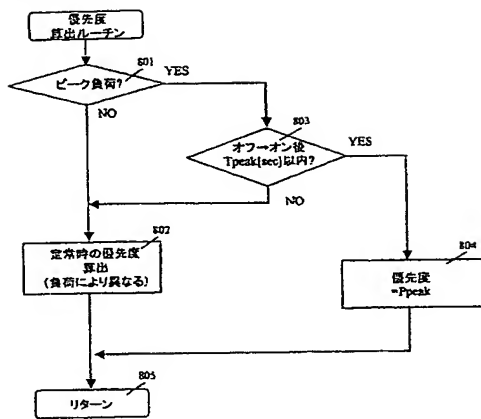 優先度
算出ルーチン
801
ピーク負荷?
YES
NO
803
オフ→オン後
Tpeak[sec]以内?
YES
NO
802
定常時の優先度
算出
(負荷により異なる)
804
優先度
=Ppeak
805
リターン